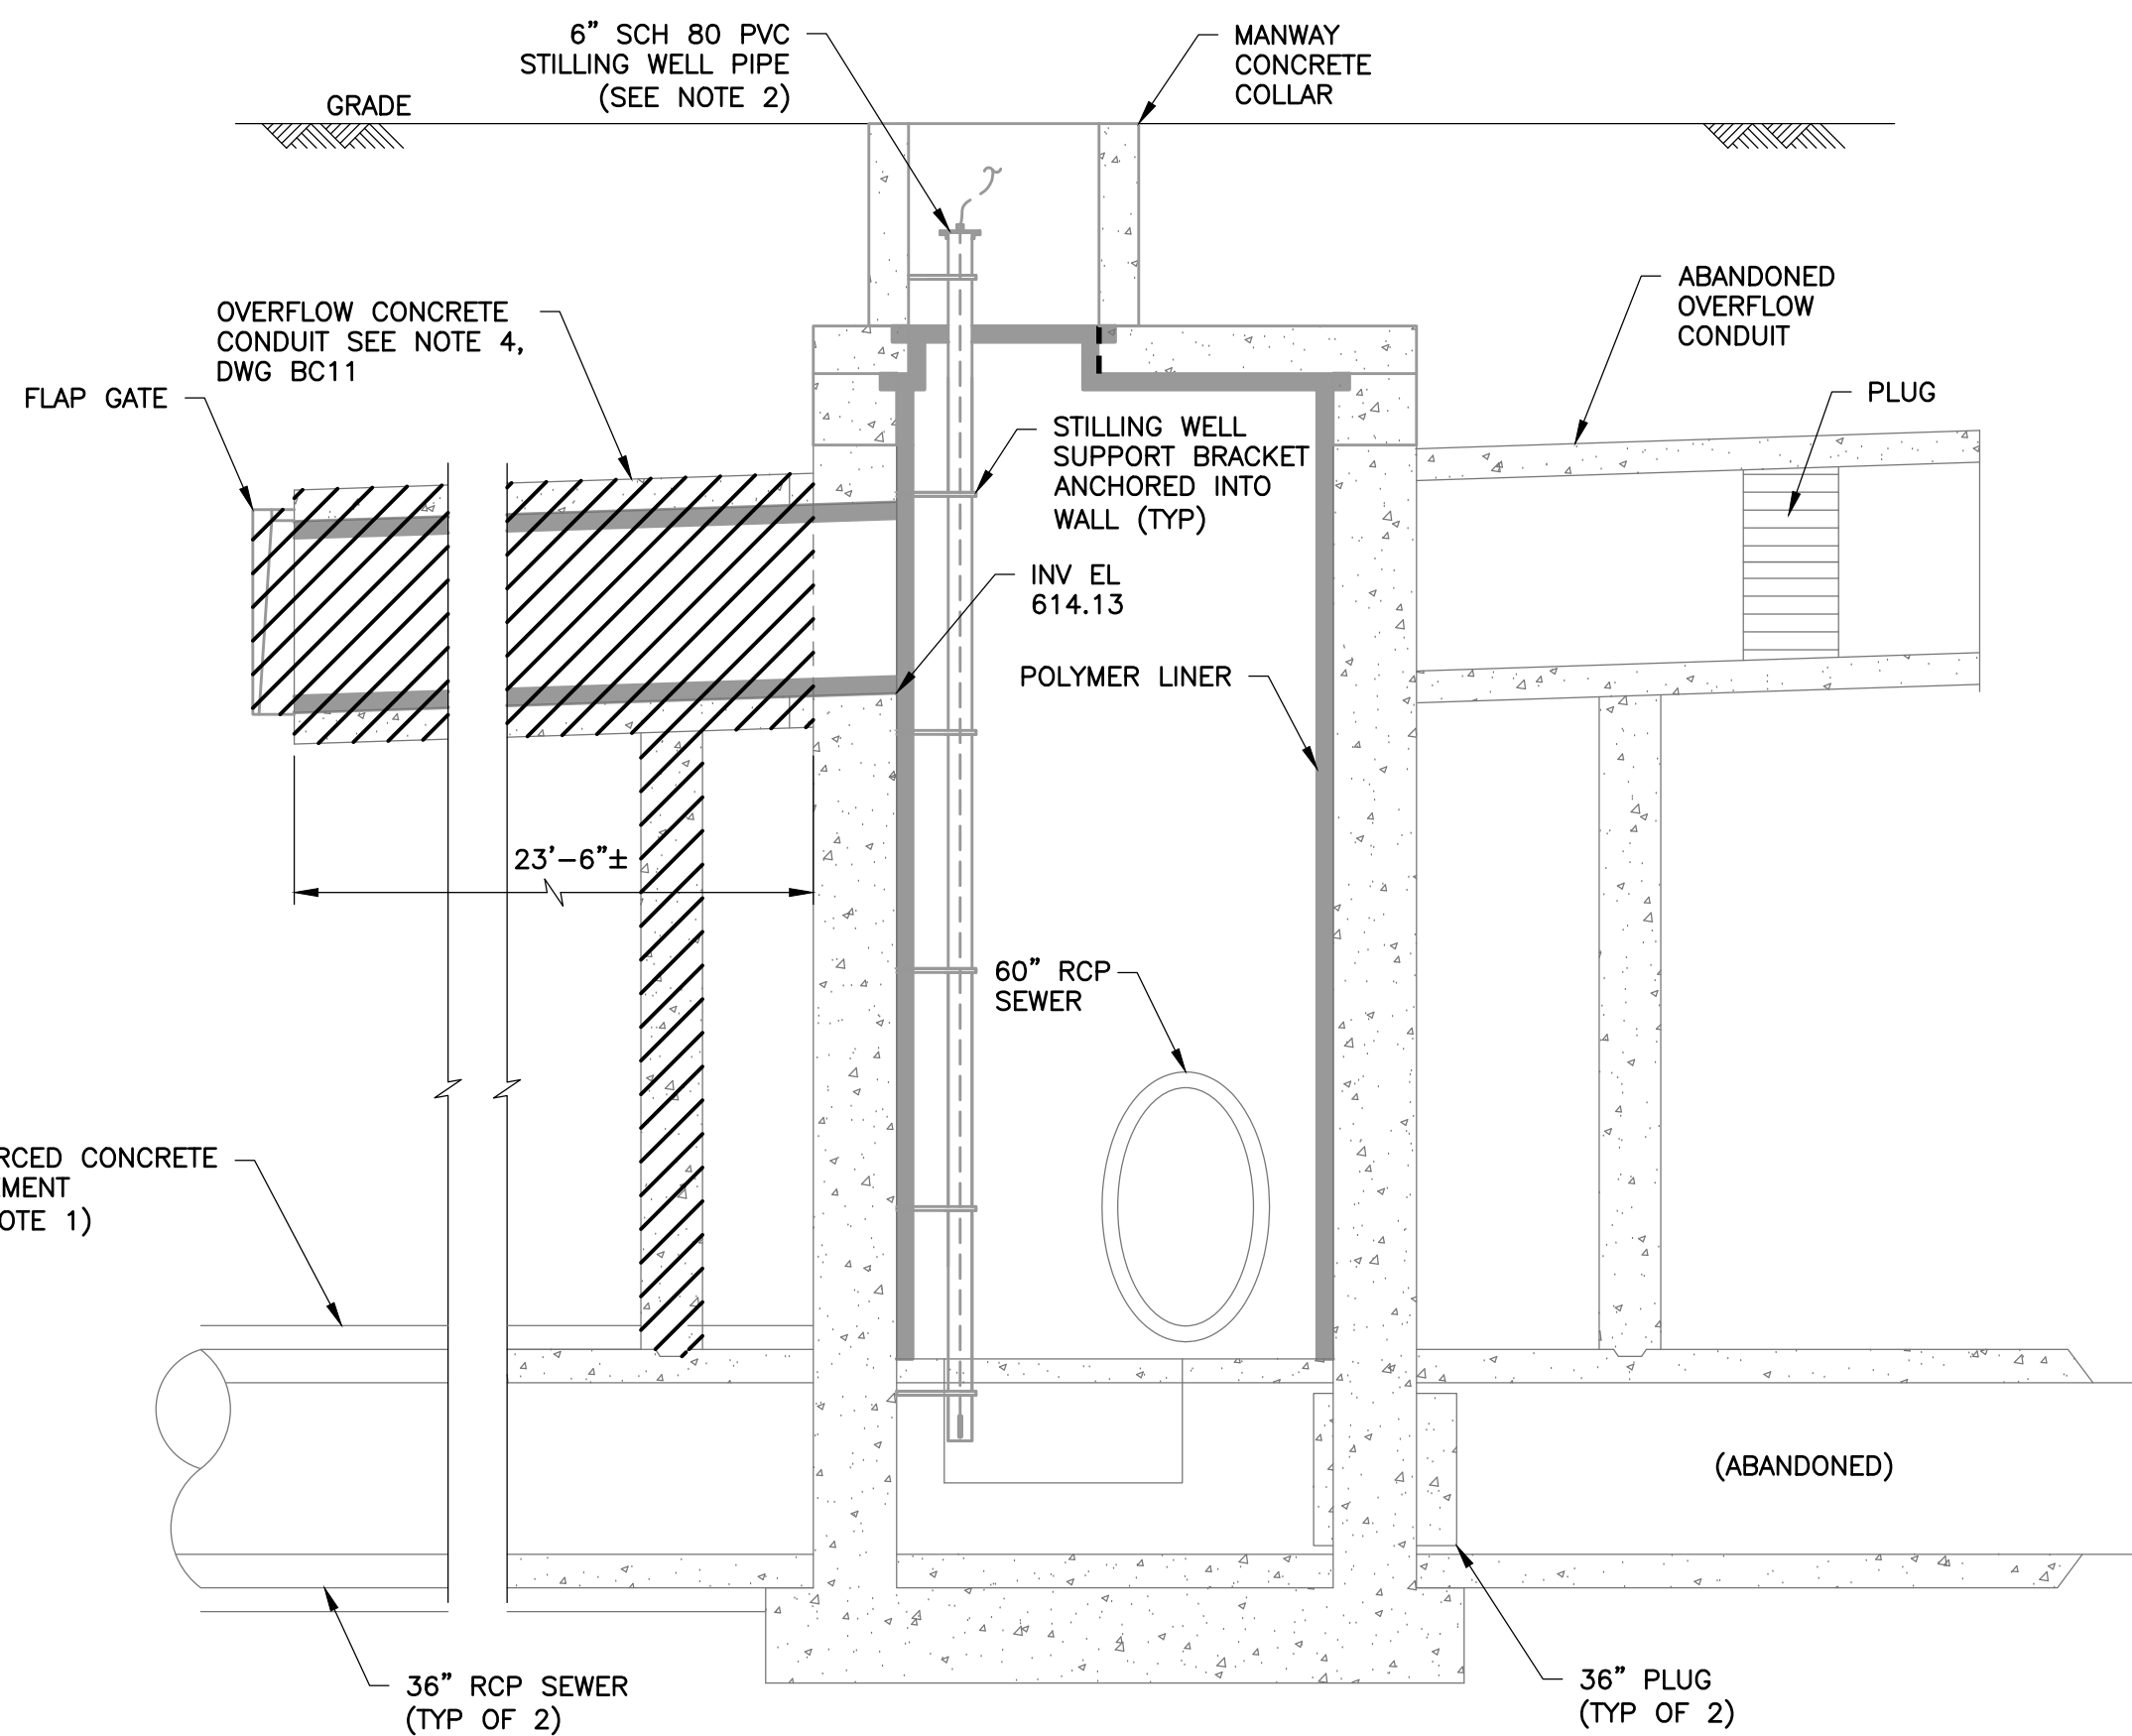 6" SCH 80 PVC
STILLING WELL PIPE
(SEE NOTE 2)
MANWAY
CONCRETE
COLLAR
GRADE
ABANDONED
OVERFLOW
CONDUIT
OVERFLOW CONCRETE
CONDUIT SEE NOTE 4,
DWG BC11
FLAP GATE
PLUG
STILLING WELL
SUPPORT BRACKET
ANCHORED INTO
WALL (TYP)
INV EL
614.13
POLYMER LINER
23'-6"±
60" RCP
SEWER
RCED CONCRETE
EMENT
OTE 1)
(ABANDONED)
36" RCP SEWER
(TYP OF 2)
36" PLUG
(TYP OF 2)